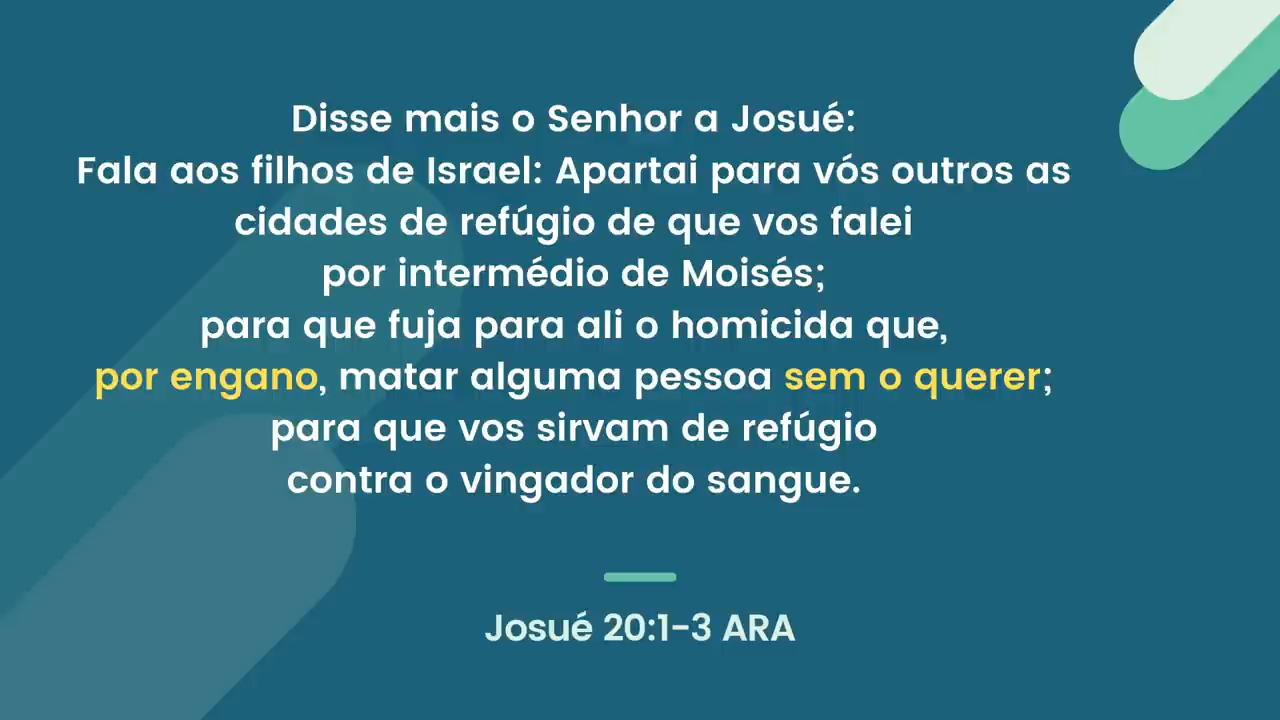 Disse mais o Senhor a Josué:
Fala aos filhos de Israel: Apartai para vós outros as
cidades de refúgio de que vos falei
por intermédio de Moisés;
para que fuja para ali o homicida que,
por engano, matar alguma pessoa sem o querer;
para que vos sirvam de refúgio
contra o vingador do sangue.
Josué 20:1-3 ARA